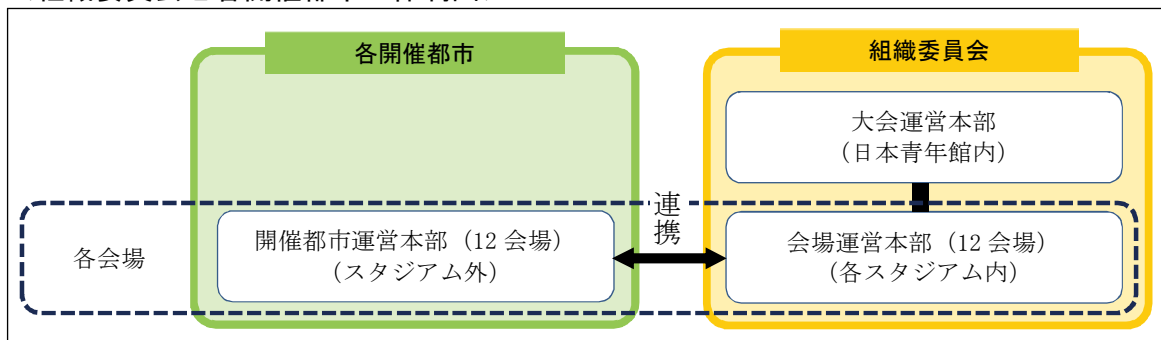 各開催都市
組織委員会
大会運営本部
（日本青年館内）
連携
各会場
開催都市運営本部（12 会場）
（スタジアム外）
会場運営本部（12 会場）
（各スタジアム内）